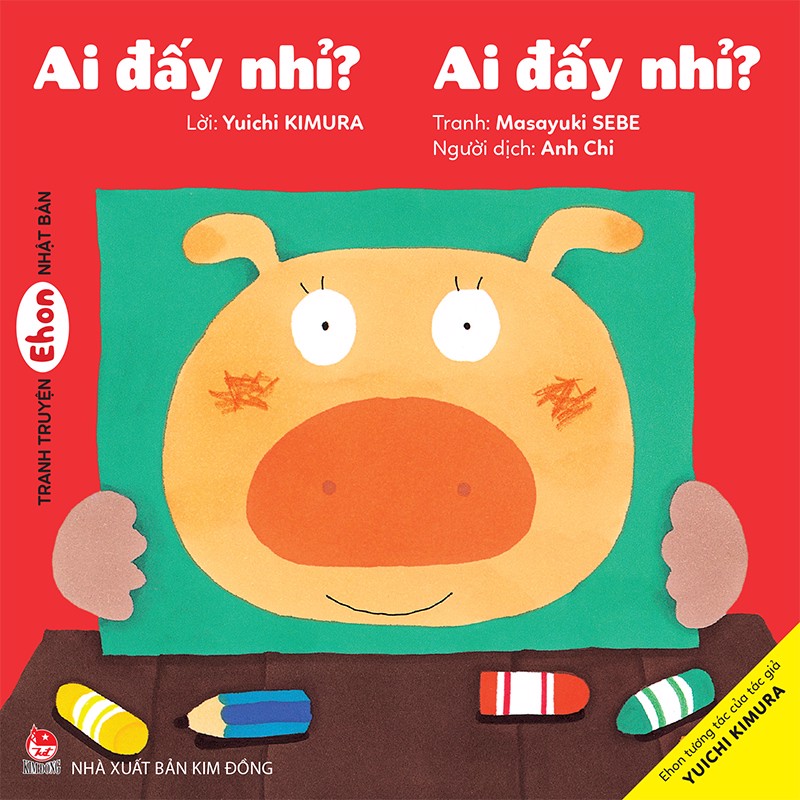 Ai đấy nhỉ? Ai đấy nhỉ?
Lời: Yuichi KIMURA
Tranh: Masayuki SEBE
Người dịch: Anh Chi
TRANH TRUYỆN Ehon NHẬT BẢN
Ehon tương tác của tác giả
YUICHI KIMURA
KIM ĐỒNG
NHÀ XUẤT BẢN KIM ĐỒNG